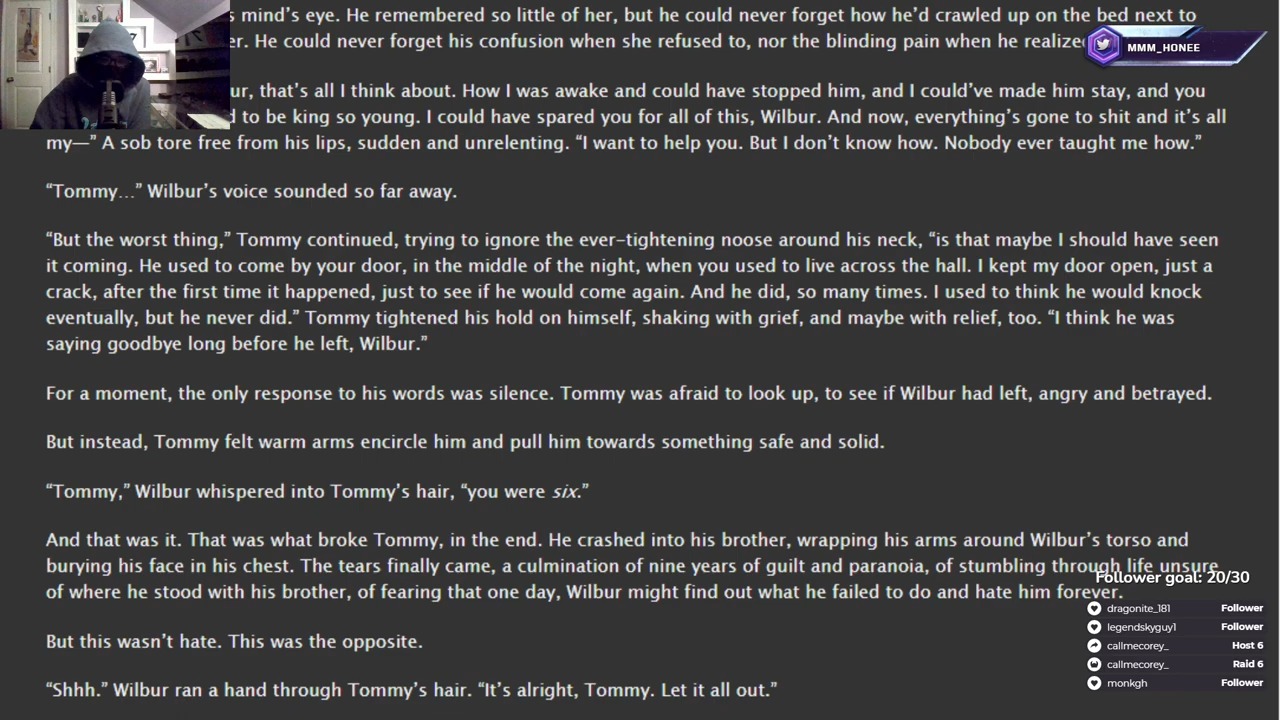 s mind’s eye. He remembered so little of her, but he could never forget how he’d crawled up on the bed next to
er. He could never forget his confusion when she refused to, nor the blinding pain when he realized
MMM_HONEE
ur, that’s all I think about. How I was awake and could have stopped him, and I could’ve made him stay, and you
d to be king so young. I could have spared you for all of this, Wilbur. And now, everything’s gone to shit and it’s all
my—” A sob tore free from his lips, sudden and unrelenting. “I want to help you. But I don’t know how. Nobody ever taught me how.”
“Tommy…” Wilbur’s voice sounded so far away.
“But the worst thing,” Tommy continued, trying to ignore the ever-tightening noose around his neck, “is that maybe I should have seen
it coming. He used to come by your door, in the middle of the night, when you used to live across the hall. I kept my door open, just a
crack, after the first time it happened, just to see if he would come again. And he did, so many times. I used to think he would knock
eventually, but he never did.” Tommy tightened his hold on himself, shaking with grief, and maybe with relief, too. “I think he was
saying goodbye long before he left, Wilbur.”
For a moment, the only response to his words was silence. Tommy was afraid to look up, to see if Wilbur had left, angry and betrayed.
But instead, Tommy felt warm arms encircle him and pull him towards something safe and solid.
“Tommy,” Wilbur whispered into Tommy’s hair, “you were six.”
And that was it. That was what broke Tommy, in the end. He crashed into his brother, wrapping his arms around Wilbur’s torso and
burying his face in his chest. The tears finally came, a culmination of nine years of guilt and paranoia, of stumbling through life unsure
of where he stood with his brother, of fearing that one day, Wilbur might find out what he failed to do and hate him forever.
But this wasn’t hate. This was the opposite.
“Shhh.” Wilbur ran a hand through Tommy’s hair. “It’s alright, Tommy. Let it all out.”
Follower goal: 20/30
dragonite_181 Follower
legendskyguy1 Follower
callmecorey_ Host 6
callmecorey_ Raid 6
monkgh Follower